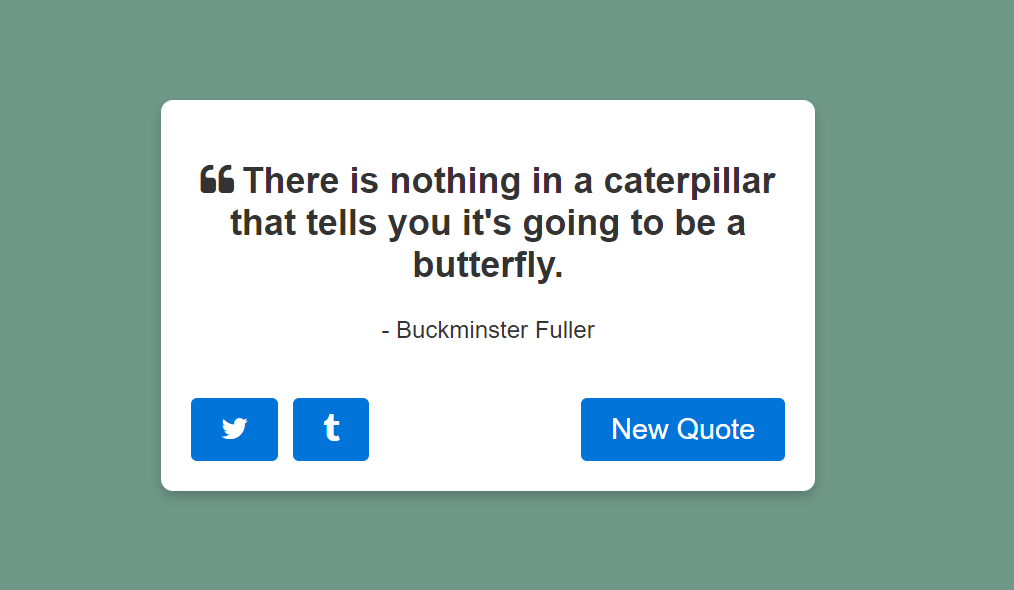 ❝ There is nothing in a caterpillar
that tells you it's going to be a
butterfly.
- Buckminster Fuller
t
New Quote